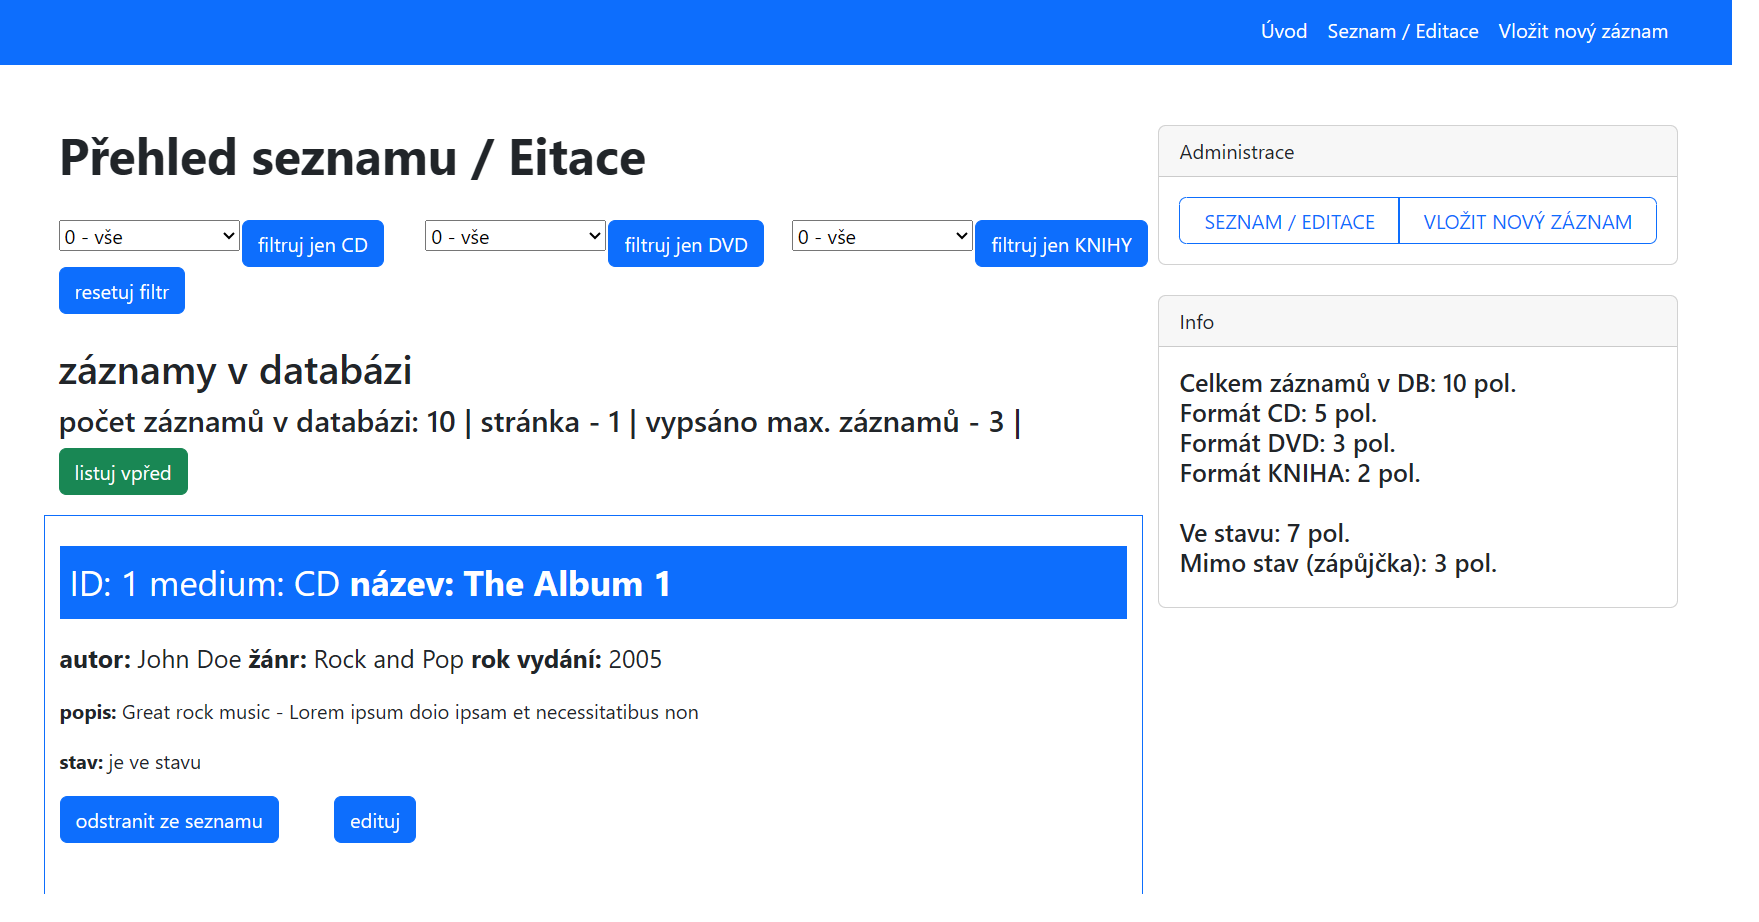 Úvod Seznam / Editace Vložit nový záznam
Přehled seznamu / Eitace
0 - vše filtruj jen CD 0 - vše filtruj jen DVD 0 - vše filtruj jen KNIHY
resetuj filtr
záznamy v databázi
počet záznamů v databázi: 10 | stránka - 1 | vypsáno max. záznamů - 3 |
listuj vpřed
ID: 1 medium: CD název: The Album 1
autor: John Doe žánr: Rock and Pop rok vydání: 2005
popis: Great rock music - Lorem ipsum doio ipsam et necessitatibus non
stav: je ve stavu
odstranit ze seznamu edituj
Administrace
SEZNAM / EDITACE VLOŽIT NOVÝ ZÁZNAM
Info
Celkem záznamů v DB: 10 pol.
Formát CD: 5 pol.
Formát DVD: 3 pol.
Formát KNIHA: 2 pol.
Ve stavu: 7 pol.
Mimo stav (zápůjčka): 3 pol.